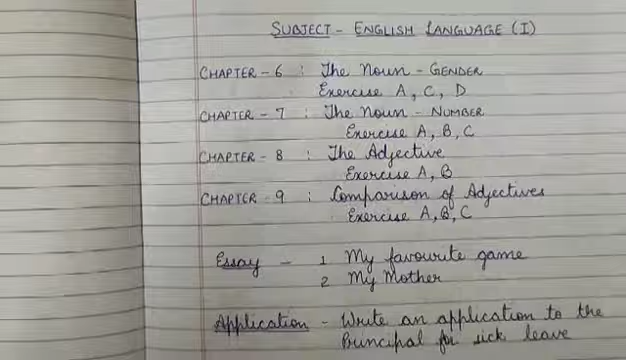 SUBJECT - ENGLISH LANGUAGE (I)
CHAPTER - 6 : The Noun - GENDER
Exercise A, C, D
CHAPTER - 7 : The Noun - NUMBER
Exercise A, B, C
CHAPTER - 8 : The Adjective
Exercise A, B
CHAPTER - 9 : Comparison of Adjectives
Exercise A, B, C
Essay - 1 My favourite game
2 My Mother
Application - Write an application to the
Principal for sick leave